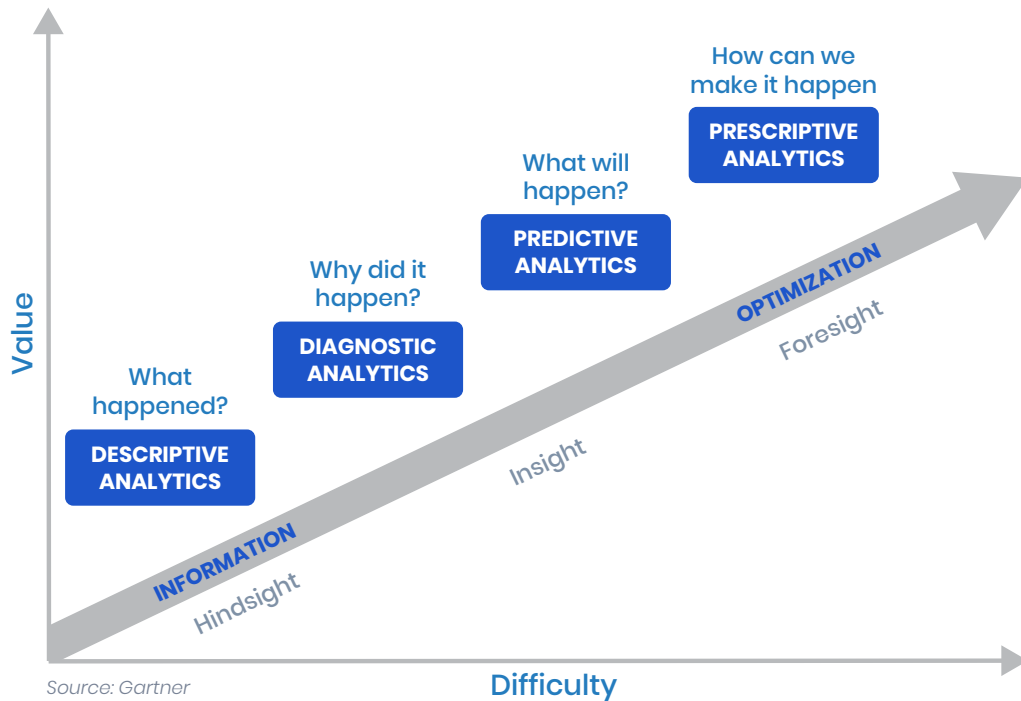 How can we
make it happen
PRESCRIPTIVE
ANALYTICS
What will
happen?
PREDICTIVE
ANALYTICS
Why did it
happen?
DIAGNOSTIC
ANALYTICS
What
happened?
DESCRIPTIVE
ANALYTICS
Value
INFORMATION
OPTIMIZATION
Hindsight
Insight
Foresight
Source: Gartner
Difficulty